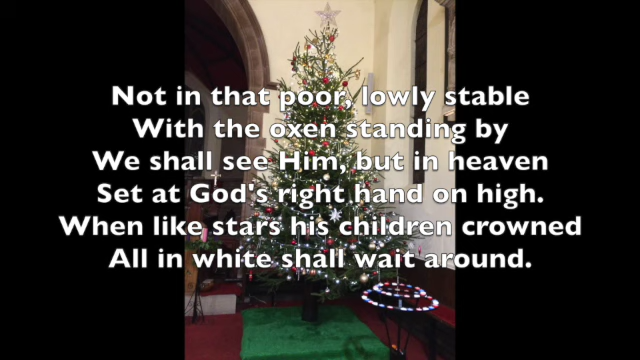 Not in that poor, lowly stable
With the oxen standing by
We shall see Him, but in heaven
Set at God's right hand on high.
When like stars his children crowned
All in white shall wait around.